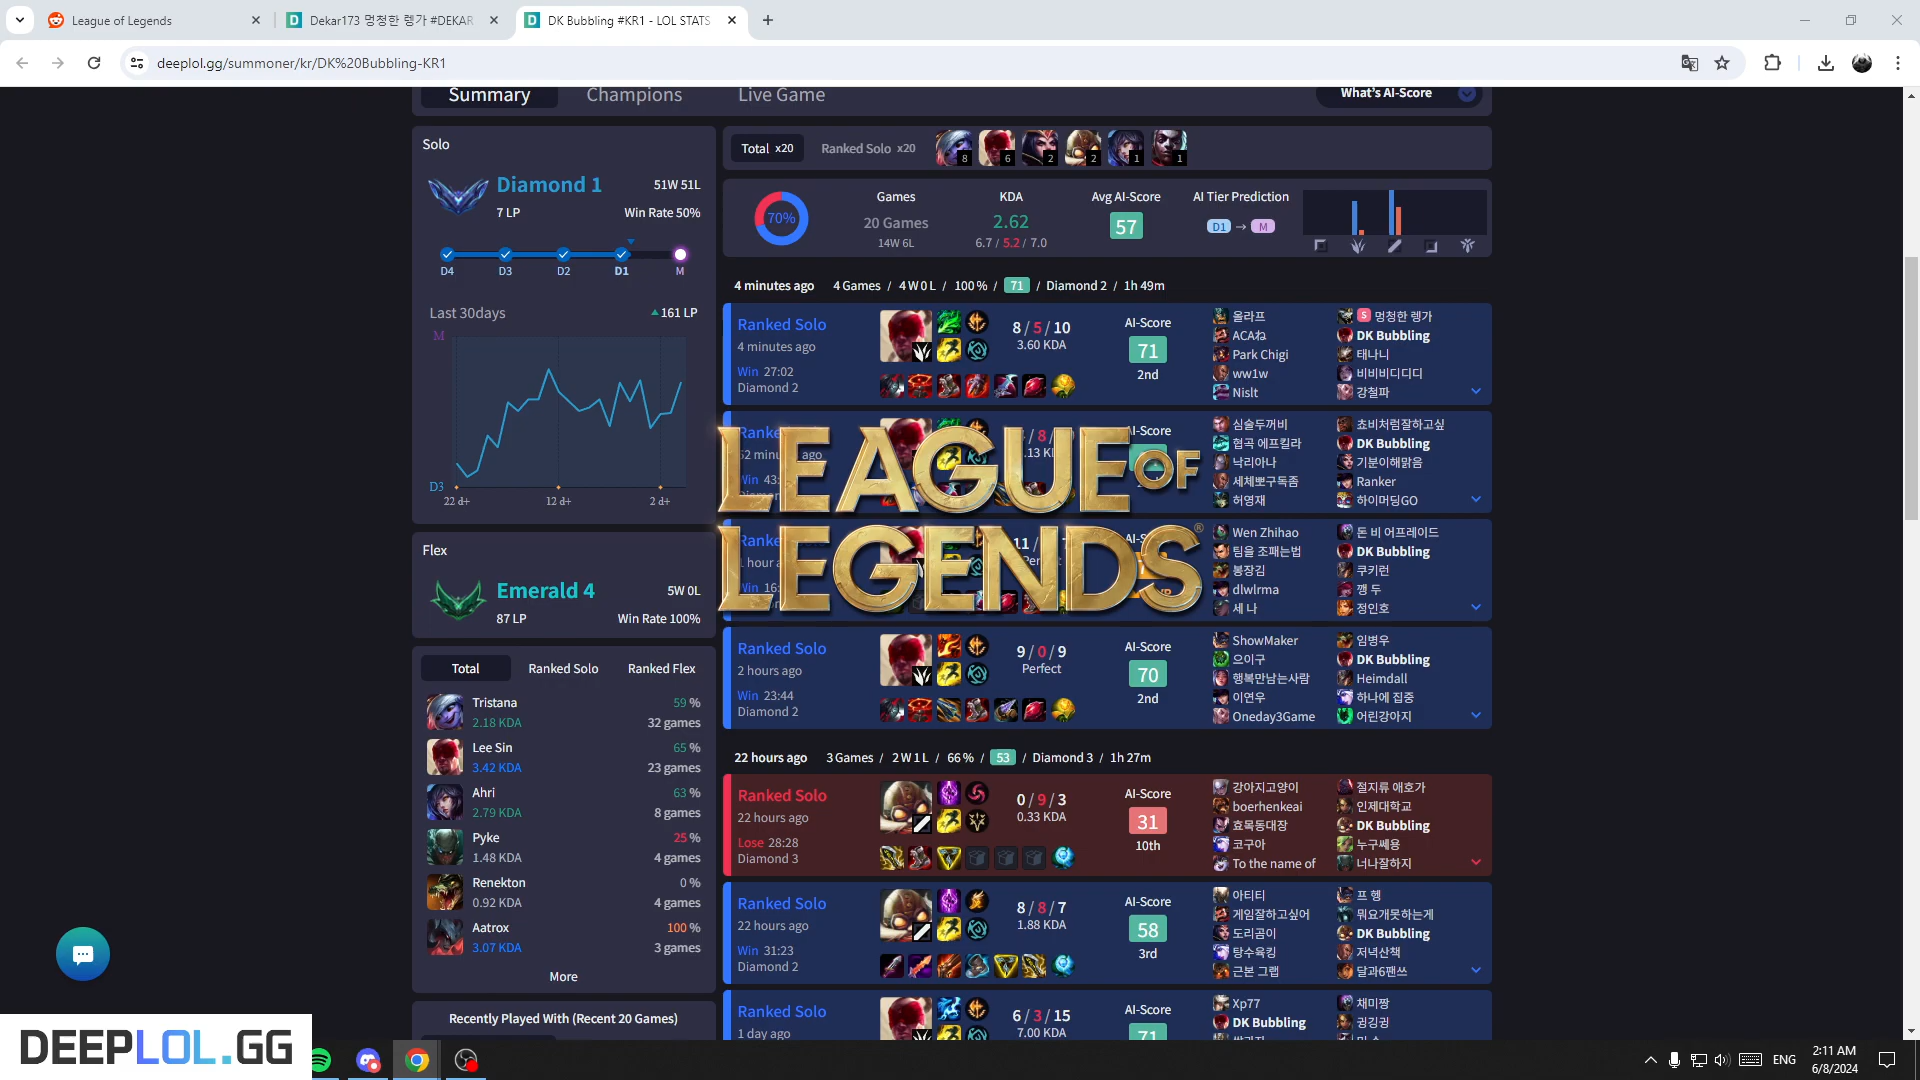 League of Legends
Dekar173 멍청한 렝가 #DEKAR
DK Bubbling #KR1 - LOL STATS
deeplol.gg/summoner/kr/DK%20Bubbling-KR1
Summary
Champions
Live Game
What's AI-Score
Solo
Diamond 1
51W 51L
7 LP
Win Rate 50%
D4 D3 D2 D1 M
Last 30days
161 LP
M
D3
22 d+ 12 d+ 2 d+
Flex
Emerald 4
5W 0L
87 LP
Win Rate 100%
Total Ranked Solo Ranked Flex
Tristana 59 %
2.18 KDA 32 games
Lee Sin 65 %
3.42 KDA 23 games
Ahri 63 %
2.79 KDA 8 games
Pyke 25 %
1.48 KDA 4 games
Renekton 0 %
0.92 KDA 4 games
Aatrox 100 %
3.07 KDA 3 games
More
Recently Played With (Recent 20 Games)
Total x20 Ranked Solo x20 8 6 2 2 1 1
70%
Games KDA Avg AI-Score AI Tier Prediction
20 Games 2.62 57 D1 → M
14W 6L 6.7 / 5.2 / 7.0
4 minutes ago 4 Games / 4 W 0 L / 100 % / 71 / Diamond 2 / 1h 49m
Ranked Solo
4 minutes ago
Win 27:02
Diamond 2
8 / 5 / 10
3.60 KDA
AI-Score
71
2nd
올라프
ACAね
Park Chigi
ww1w
Nislt
S 멍청한 렝가
DK Bubbling
태나니
비비비디디디
강철파
LEAGUE OF
LEGENDS
심술두꺼비
협곡 에프킬라
낙리아나
세체뽀구독좀
허영재
쵸비처럼잘하고싶
DK Bubbling
기분이해맑음
Ranker
하이머딩GO
Wen Zhihao
팀을 조패는법
봉장김
dlwlrma
세 나
돈 비 어프레이드
DK Bubbling
쿠키런
깽 두
정인호
Ranked Solo
2 hours ago
Win 23:44
Diamond 2
9 / 0 / 9
Perfect
AI-Score
70
2nd
ShowMaker
으이구
행복만남는사람
이연우
Oneday3Game
임병우
DK Bubbling
Heimdall
하나에 집중
어린강아지
22 hours ago 3 Games / 2 W 1 L / 66 % / 53 / Diamond 3 / 1h 27m
Ranked Solo
22 hours ago
Lose 28:28
Diamond 3
0 / 9 / 3
0.33 KDA
AI-Score
31
10th
강아지고양이
boerhenkeai
효목동대장
코구아
To the name of
절지류 애호가
인제대학교
DK Bubbling
누구쎄용
너나잘하지
Ranked Solo
22 hours ago
Win 31:23
Diamond 2
8 / 8 / 7
1.88 KDA
AI-Score
58
3rd
아티티
게임잘하고싶어
도리곰이
탕수육킹
근본 그랩
프 헹
뭐요개못하는게
DK Bubbling
저녁산책
달과6팬쓰
Ranked Solo
1 day ago
6 / 3 / 15
7.00 KDA
AI-Score
71
Xp77
DK Bubbling
채미짱
귕깅귕
DEEPLOL.GG
ENG
2:11 AM
6/8/2024